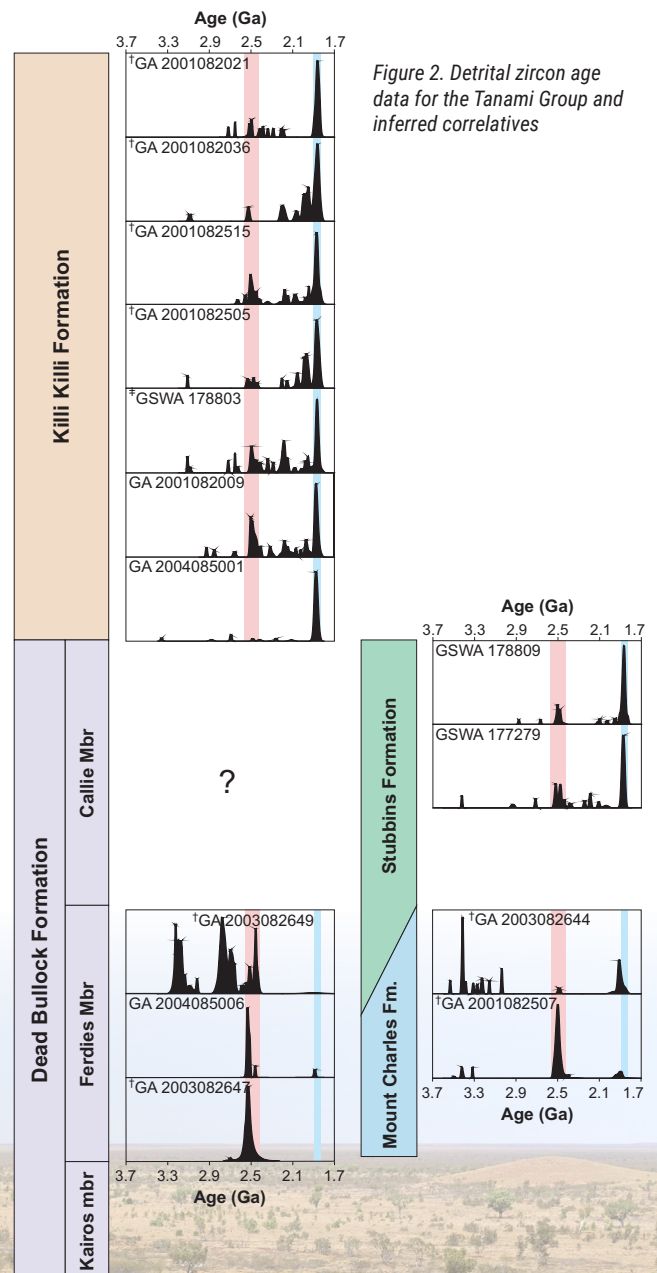 Age (Ga)
3.7 3.3 2.9 2.5 2.1 1.7
Figure 2. Detrital zircon age
data for the Tanami Group and
inferred correlatives
†GA 2001082021
†GA 2001082036
†GA 2001082515
†GA 2001082505
‡GSWA 178803
GA 2001082009
GA 2004085001
Killi Killi Formation
Age (Ga)
3.7 3.3 2.9 2.5 2.1 1.7
GSWA 178809
GSWA 177279
Stubbins Formation
Callie Mbr
?
Dead Bullock Formation
Ferdies Mbr
†GA 2003082649
GA 2004085006
†GA 2003082647
†GA 2003082644
†GA 2001082507
Mount Charles Fm.
3.7 3.3 2.9 2.5 2.1 1.7
Age (Ga)
Kairos mbr
3.3 2.9 2.5 2.1 1.7
Age (Ga)